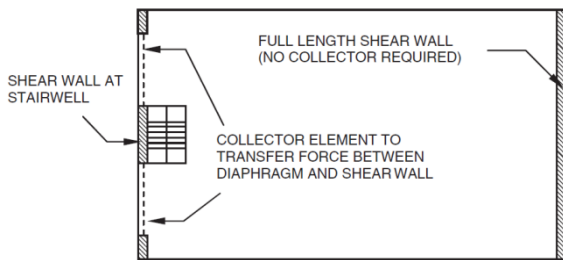 FULL LENGTH SHEAR WALL
(NO COLLECTOR REQUIRED)
SHEAR WALL AT
STAIRWELL
COLLECTOR ELEMENT TO
TRANSFER FORCE BETWEEN
DIAPHRAGM AND SHEAR WALL